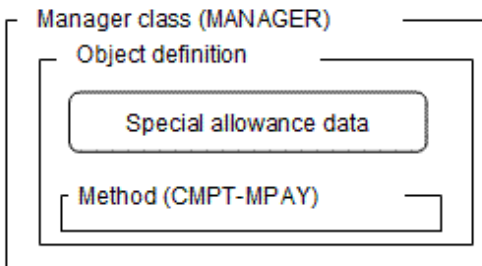 Manager class (MANAGER)
Object definition
Special allowance data
Method (CMPT-MPAY)